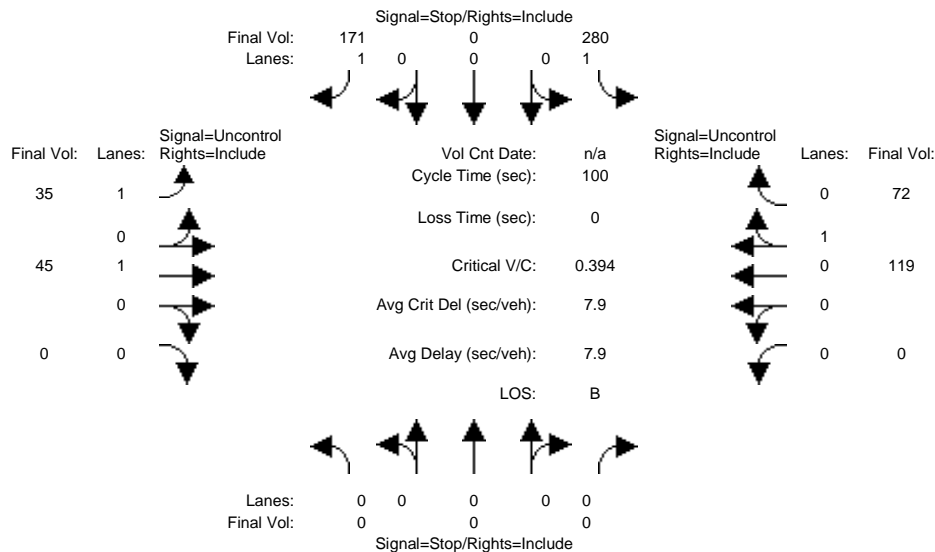 Signal=Stop/Rights=Include
Final Vol: 171 0 280
Lanes: 1 0 0 0 1
Signal=Uncontrol
Final Vol: Lanes: Rights=Include
Vol Cnt Date: n/a
Signal=Uncontrol
Rights=Include Lanes: Final Vol:
Cycle Time (sec): 100
35 1
0 72
Loss Time (sec): 0
0
1
45 1
Critical V/C: 0.394
0 119
0
Avg Crit Del (sec/veh): 7.9
0
0 0
Avg Delay (sec/veh): 7.9
0 0
LOS: B
Lanes: 0 0 0 0 0
Final Vol: 0 0 0
Signal=Stop/Rights=Include